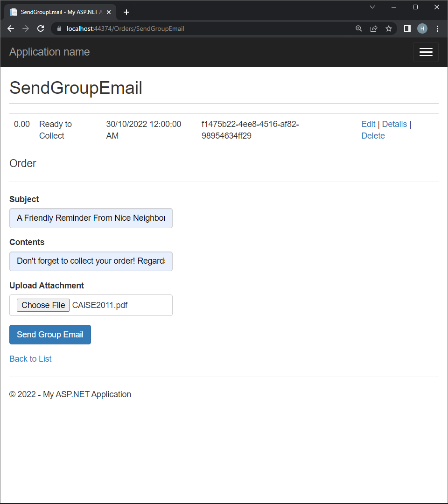 SendGroupEmail - My ASP.NET A
localhost:44374/Orders/SendGroupEmail
H
Application name
SendGroupEmail
0.00 Ready to Collect 30/10/2022 12:00:00 AM f1475b22-4ee8-4516-af82-98954634ff29 Edit | Details | Delete
Order
Subject
A Friendly Reminder From Nice Neighbor
Contents
Don't forget to collect your order! Regards
Upload Attachment
Choose File CAISE2011.pdf
Send Group Email
Back to List
© 2022 - My ASP.NET Application